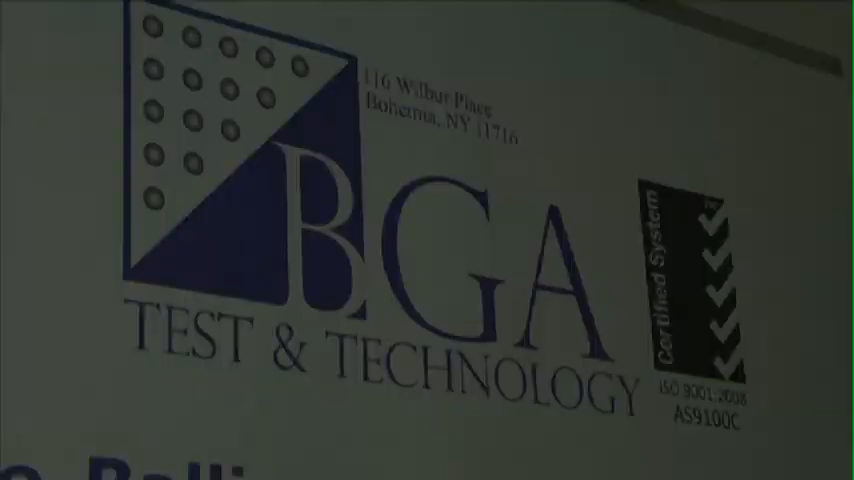 116 Wilbur Place
Bohemia, NY 11716
BGA
TEST & TECHNOLOGY
Certified System
ISO 9001:2008
AS9100C